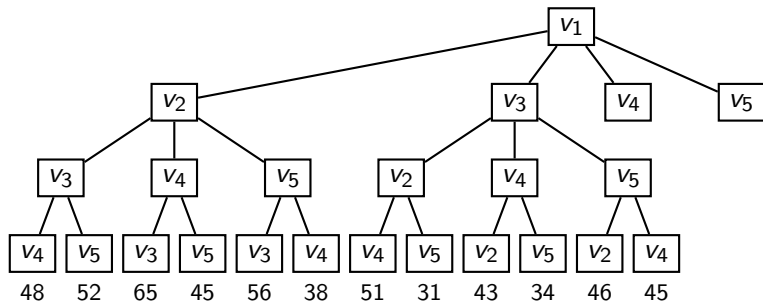 v₁
v₂ v₃ v₄ v₅
v₃ v₄ v₅ v₂ v₄ v₅
v₄ v₅ v₃ v₅ v₃ v₄ v₄ v₅ v₂ v₅ v₂ v₄
48 52 65 45 56 38 51 31 43 34 46 45